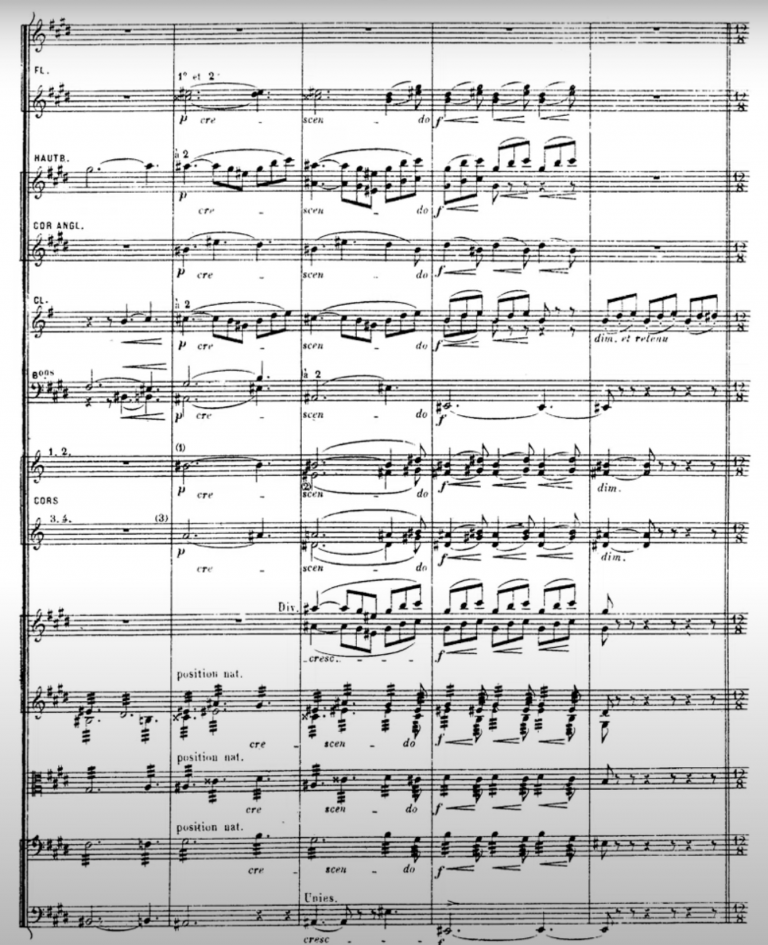 FL.
1º et 2º
p cre - scen do f
HAUTB.
à 2
p
cre - scen - do f
COR ANGL.
p cre - scen - do f
CL.
à 2
p cre - scen - do f
dim. et retenu
Bons
à 2
p cre - scen - do f
1. 2.
(1)
(2)
p cre - scen - do f dim.
CORS
3. 4.
(3)
p
cre - scen - do f dim.
Div.
cresc. f
position nat.
cre - scen - do f
position nat.
cre scen - do f
position nat.
cre - scen - do f
Unies.
cresc f
12
8